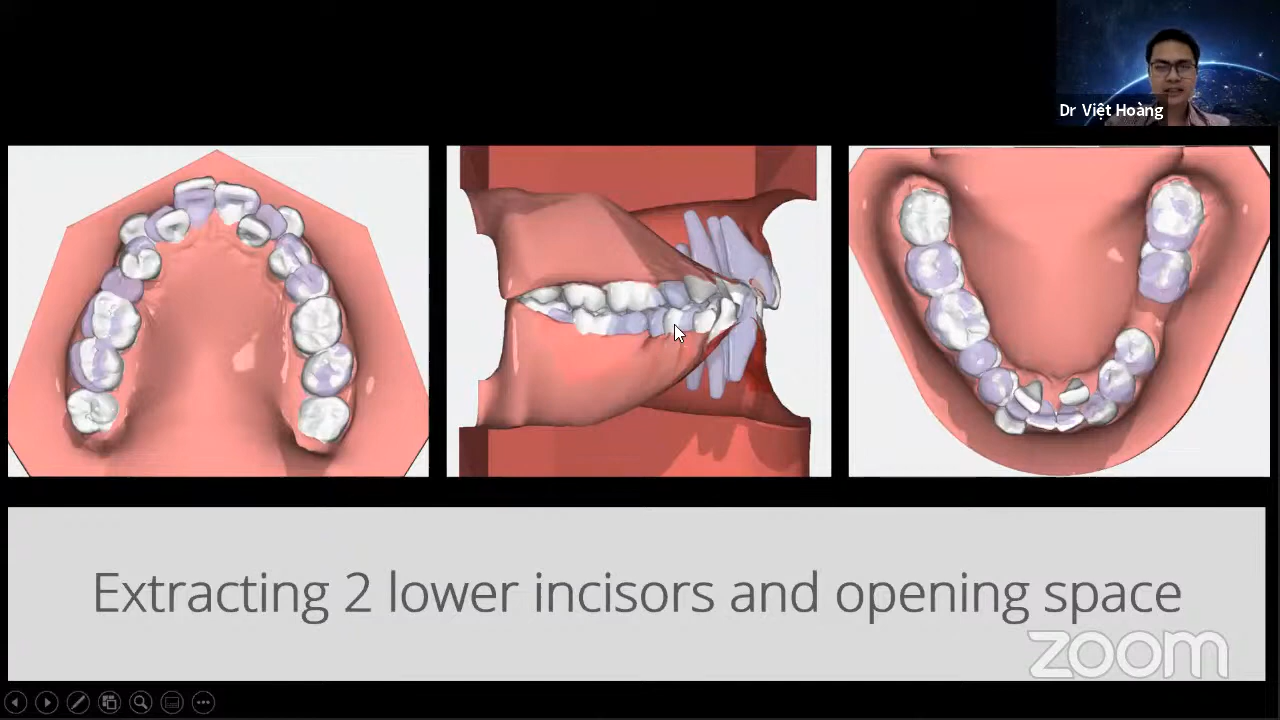 Dr Việt Hoàng
Extracting 2 lower incisors and opening space
zoom